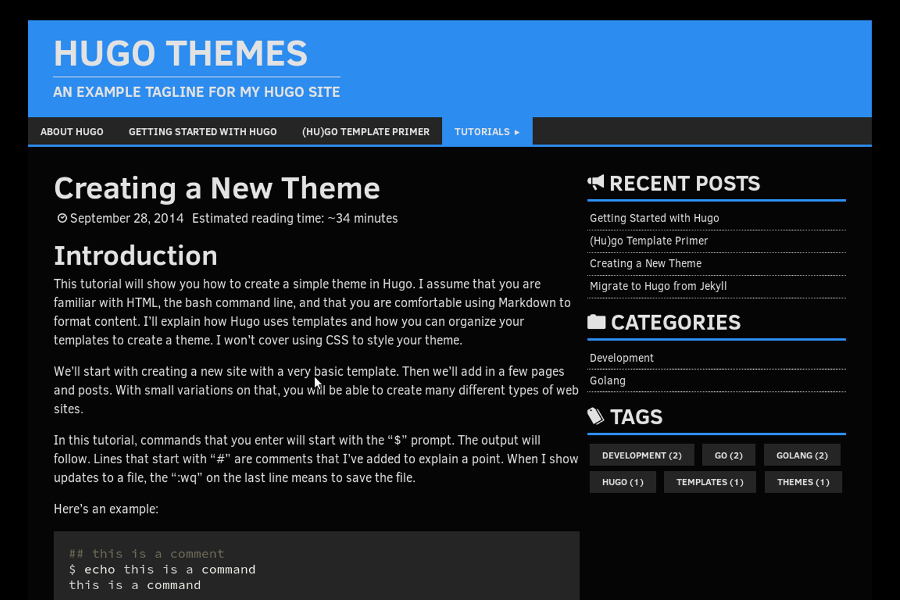 HUGO THEMES
AN EXAMPLE TAGLINE FOR MY HUGO SITE
ABOUT HUGO GETTING STARTED WITH HUGO (HU)GO TEMPLATE PRIMER TUTORIALS ▸
Creating a New Theme
September 28, 2014 Estimated reading time: ~34 minutes
Introduction
This tutorial will show you how to create a simple theme in Hugo. I assume that you are
familiar with HTML, the bash command line, and that you are comfortable using Markdown to
format content. I’ll explain how Hugo uses templates and how you can organize your
templates to create a theme. I won’t cover using CSS to style your theme.
We’ll start with creating a new site with a very basic template. Then we’ll add in a few pages
and posts. With small variations on that, you will be able to create many different types of web
sites.
In this tutorial, commands that you enter will start with the “$” prompt. The output will
follow. Lines that start with “#” are comments that I’ve added to explain a point. When I show
updates to a file, the “:wq” on the last line means to save the file.
Here’s an example:
## this is a comment
$ echo this is a command
this is a command
RECENT POSTS
Getting Started with Hugo
(Hu)go Template Primer
Creating a New Theme
Migrate to Hugo from Jekyll
CATEGORIES
Development
Golang
TAGS
DEVELOPMENT (2) GO (2) GOLANG (2)
HUGO (1) TEMPLATES (1) THEMES (1)